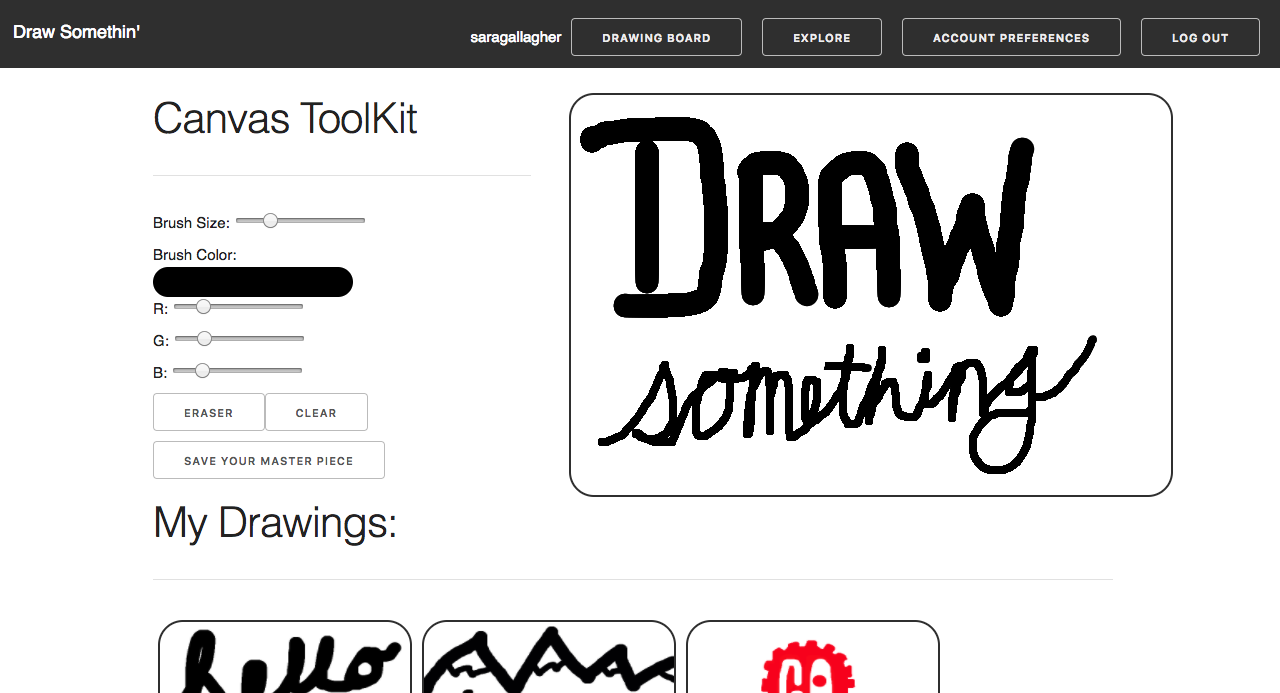 Draw Somethin'
saragallagher DRAWING BOARD EXPLORE ACCOUNT PREFERENCES LOG OUT
Canvas ToolKit
Brush Size:
Brush Color:
R:
G:
B:
ERASER CLEAR
SAVE YOUR MASTER PIECE
DRAW
something
My Drawings:
hello